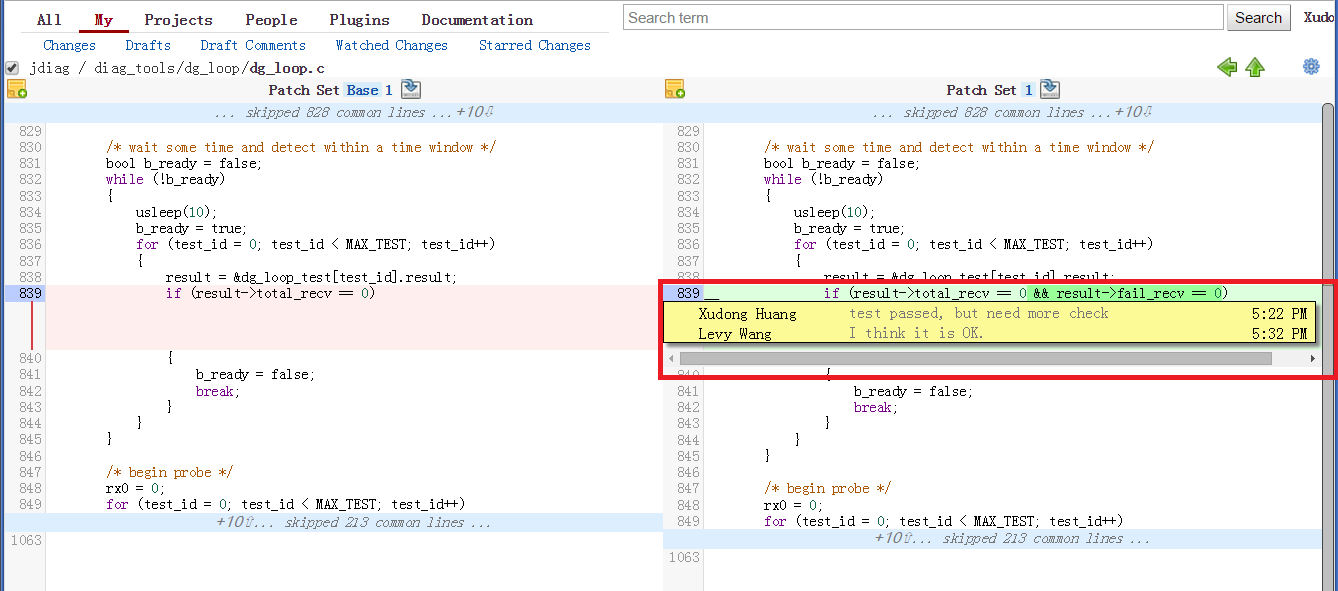 All My Projects People Plugins Documentation Search term Search Xudo
Changes Drafts Draft Comments Watched Changes Starred Changes
jdiag / diag_tools/dg_loop/dg_loop.c
Patch Set Base 1
... skipped 828 common lines ... +10⇩
829
830 /* wait some time and detect within a time window */
831 bool b_ready = false;
832 while (!b_ready)
833 {
834 usleep(10);
835 b_ready = true;
836 for (test_id = 0; test_id < MAX_TEST; test_id++)
837 {
838 result = &dg_loop_test[test_id].result;
839 if (result->total_recv == 0)
840 {
841 b_ready = false;
842 break;
843 }
844 }
845 }
846
847 /* begin probe */
848 rx0 = 0;
849 for (test_id = 0; test_id < MAX_TEST; test_id++)
+10⇧... skipped 213 common lines ...
1063
Patch Set 1
... skipped 828 common lines ... +10⇩
829
830 /* wait some time and detect within a time window */
831 bool b_ready = false;
832 while (!b_ready)
833 {
834 usleep(10);
835 b_ready = true;
836 for (test_id = 0; test_id < MAX_TEST; test_id++)
837 {
838 result = &dg_loop_test[test_id].result;
839 if (result->total_recv == 0 && result->fail_recv == 0)
Xudong Huang test passed, but need more check 5:22 PM
Levy Wang I think it is OK. 5:32 PM
840 {
841 b_ready = false;
842 break;
843 }
844 }
845 }
846
847 /* begin probe */
848 rx0 = 0;
849 for (test_id = 0; test_id < MAX_TEST; test_id++)
+10⇧... skipped 213 common lines ...
1063